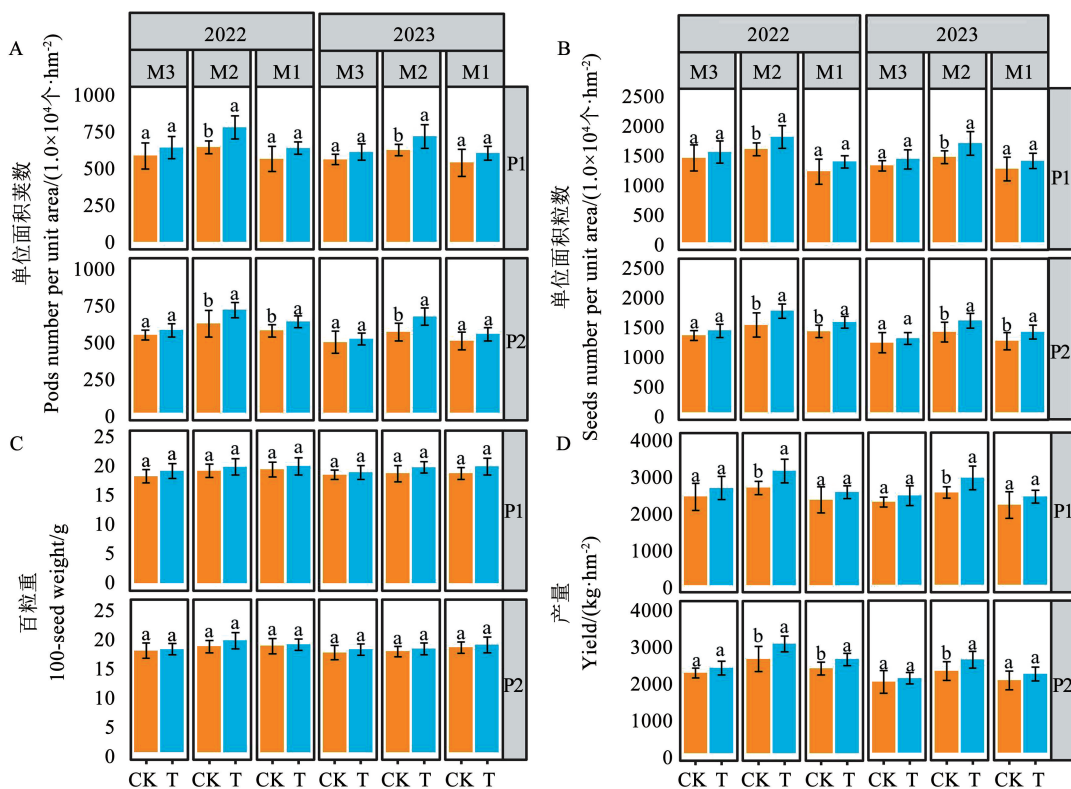 A
2022
2023
M3 M2 M1 M3 M2 M1
单位面积荚数
Pods number per unit area/(1.0×10⁴个·hm⁻²)
1000
750
500
250
0
a a b a a a a a b a a a
P1
1000
750
500
250
0
a a b a b a a a b a a a
P2
B
2022
2023
M3 M2 M1 M3 M2 M1
单位面积粒数
Seeds number per unit area/(1.0×10⁴个·hm⁻²)
2500
2000
1500
1000
500
0
a a b a a a a a b a a a
P1
2500
2000
1500
1000
500
0
a a b a b a a a b a b a
P2
C
百粒重
100-seed weight/g
25
20
15
10
5
0
a a a a a a a a a a a a
P1
25
20
15
10
5
0
a a a a a a a a a a a a
P2
CK T CK T CK T CK T CK T CK T
D
产量
Yield/(kg·hm⁻²)
4000
3000
2000
1000
0
a a b a a a a a b a a a
P1
4000
3000
2000
1000
0
a a b a b a a a b a a a
P2
CK T CK T CK T CK T CK T CK T